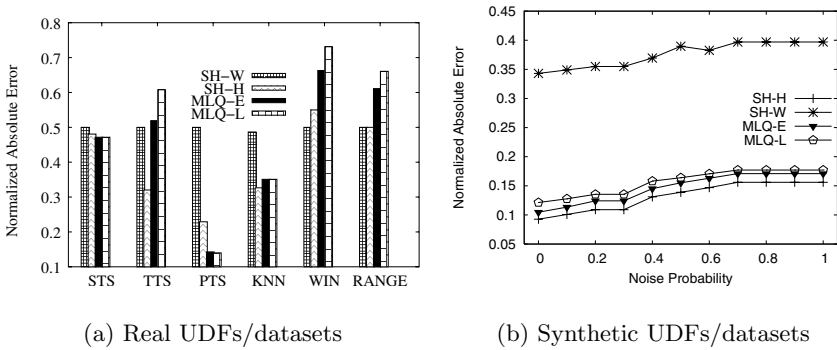 Normalized Absolute Error
0.8
0.7
0.6
0.5
0.4
0.3
0.2
0.1
SH−W
SH−H
MLQ−E
MLQ−L
STS TTS PTS KNN WIN RANGE
(a) Real UDFs/datasets
Normalized Absolute Error
0.45
0.4
0.35
0.3
0.25
0.2
0.15
0.1
0.05
SH-H
SH-W
MLQ-E
MLQ-L
0 0.2 0.4 0.6 0.8 1
Noise Probability
(b) Synthetic UDFs/datasets